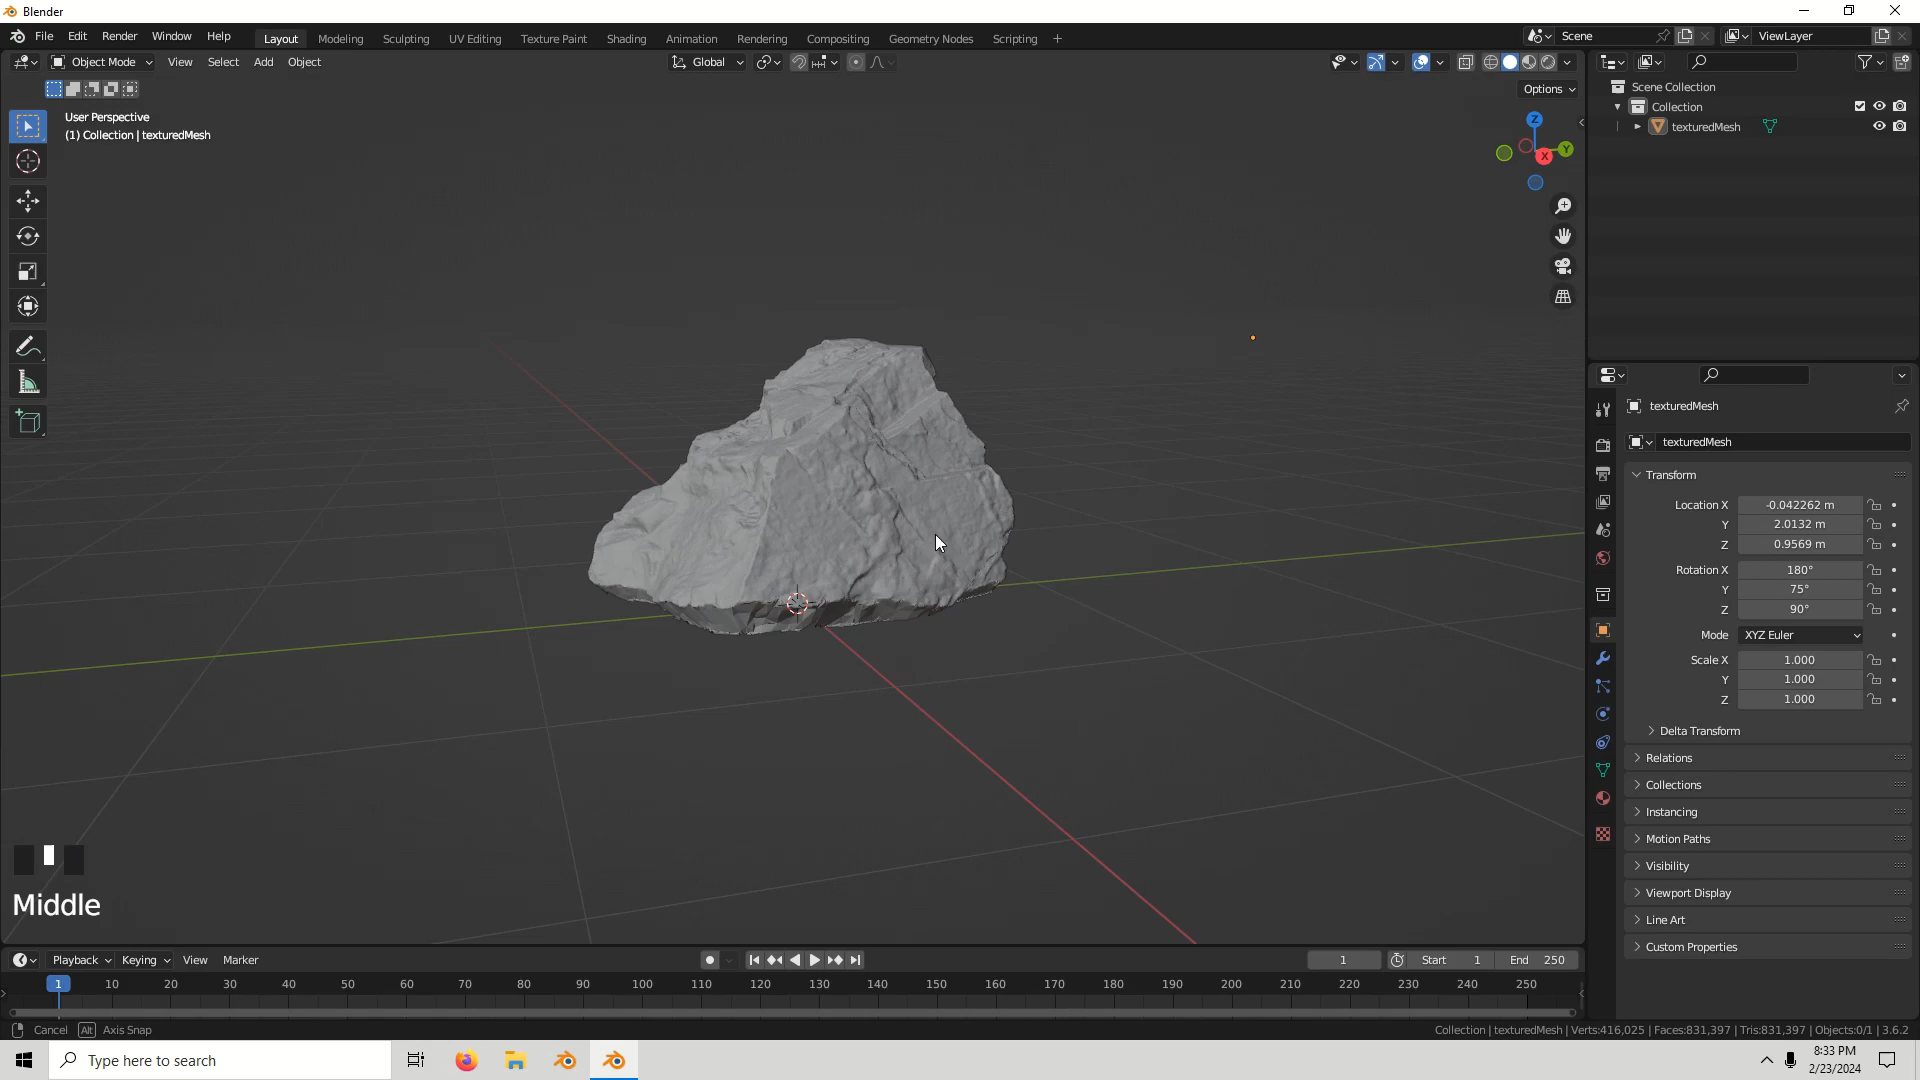 Blender
File Edit Render Window Help Layout Modeling Sculpting UV Editing Texture Paint Shading Animation Rendering Compositing Geometry Nodes Scripting + Scene ViewLayer
Object Mode View Select Add Object Global
Options
User Perspective
(1) Collection | texturedMesh
Z
Y
X
Scene Collection
Collection
texturedMesh
texturedMesh
texturedMesh
Transform
Location X -0.042262 m
Y 2.0132 m
Z 0.9569 m
Rotation X 180°
Y 75°
Z 90°
Mode XYZ Euler
Scale X 1.000
Y 1.000
Z 1.000
Delta Transform
Relations
Collections
Instancing
Motion Paths
Visibility
Viewport Display
Line Art
Custom Properties
Middle
Playback Keying View Marker 1 Start 1 End 250
1 10 20 30 40 50 60 70 80 90 100 110 120 130 140 150 160 170 180 190 200 210 220 230 240 250
Cancel Alt Axis Snap Collection | texturedMesh | Verts:416,025 | Faces:831,397 | Tris:831,397 | Objects:0/1 | 3.6.2
Type here to search
8:33 PM
2/23/2024